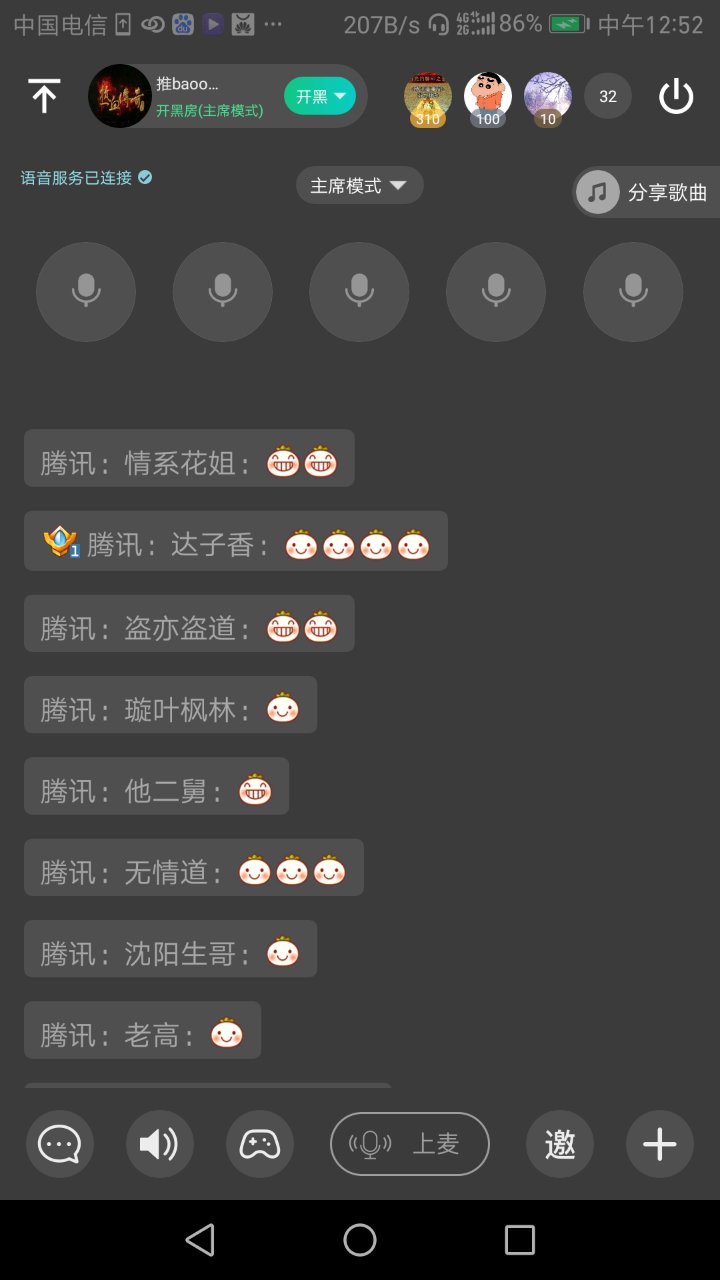 中国电信 ... 207B/s 4G 2G 86% 中午12:52
推baoo...
开黑房(主席模式)
开黑
310
100
10
32
语音服务已连接
主席模式
分享歌曲
腾讯：情系花姐：
1 腾讯：达子香：
腾讯：盗亦盗道：
腾讯：璇叶枫林：
腾讯：他二舅：
腾讯：无情道：
腾讯：沈阳生哥：
腾讯：老高：
上麦
邀